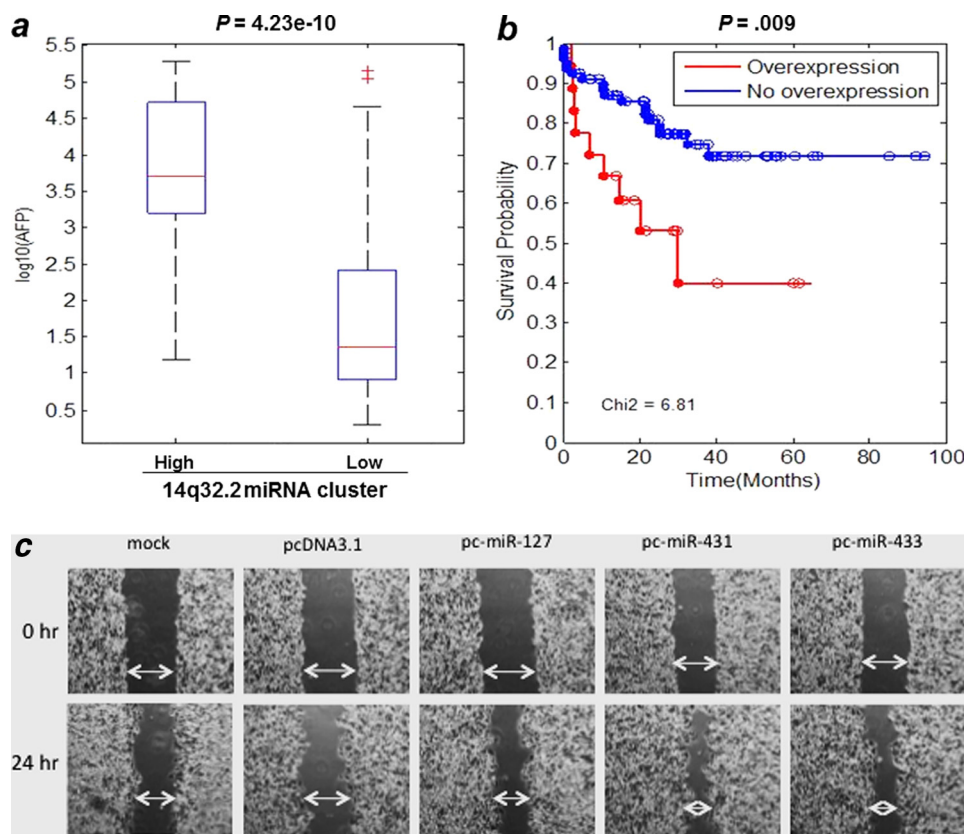 a
P = 4.23e-10
log10(AFP)
5.5
5
4.5
4
3.5
3
2.5
2
1.5
1
0.5
High
Low
14q32.2 miRNA cluster
b
P = .009
Survival Probability
1
0.9
0.8
0.7
0.6
0.5
0.4
0.3
0.2
0.1
0
Overexpression
No overexpression
Chi2 = 6.81
0
20
40
60
80
100
Time(Months)
c
mock
pcDNA3.1
pc-miR-127
pc-miR-431
pc-miR-433
0 hr
24 hr